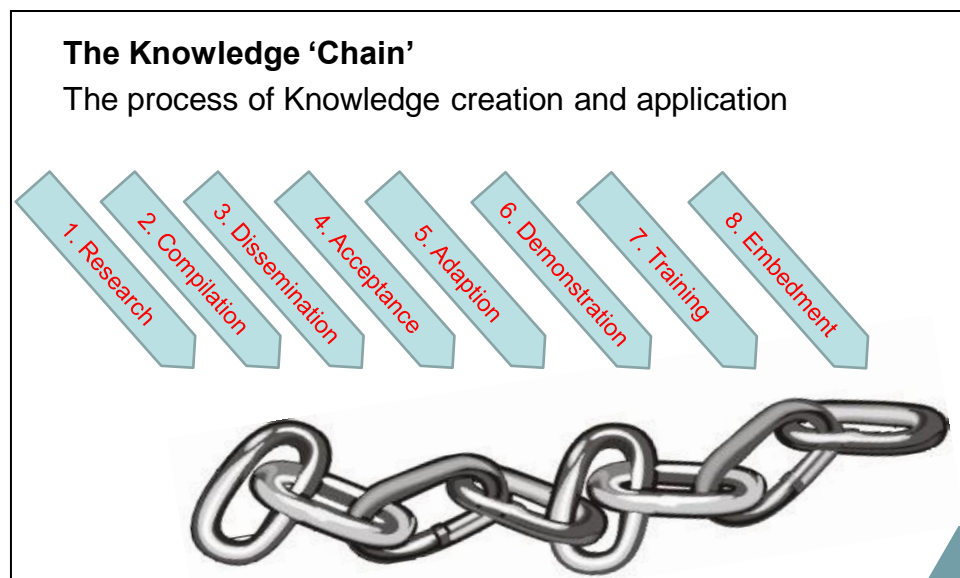 The Knowledge ‘Chain’
The process of Knowledge creation and application
1. Research
2. Compilation
3. Dissemination
4. Acceptance
5. Adaption
6. Demonstration
7. Training
8. Embedment